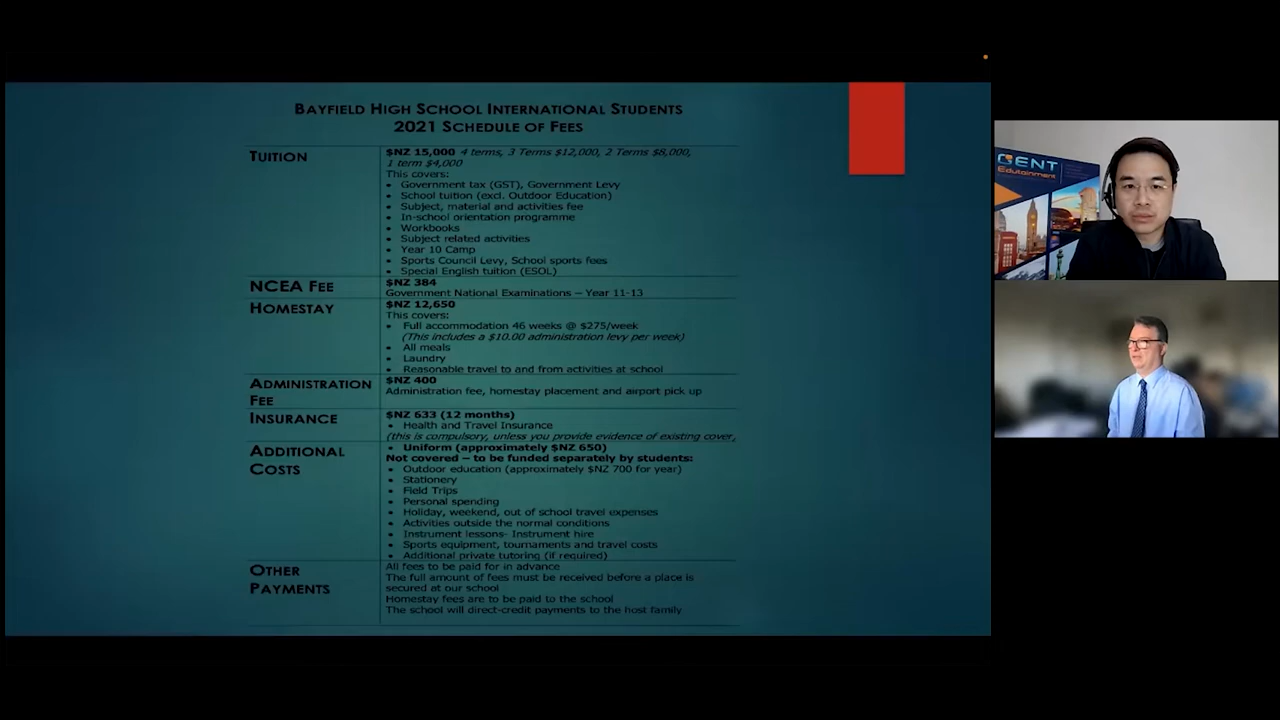 BAYFIELD HIGH SCHOOL INTERNATIONAL STUDENTS
2021 SCHEDULE OF FEES
TUITION
$NZ 15,000 4 terms, 3 Terms $12,000, 2 Terms $8,000,
1 term $4,000
This covers:
• Government tax (GST), Government Levy
• School tuition (excl. Outdoor Education)
• Subject, material and activities fee
• In-school orientation programme
• Workbooks
• Subject related activities
• Year 10 Camp
• Sports Council Levy, School sports fees
• Special English tuition (ESOL)
NCEA FEE
$NZ 384
Government National Examinations – Year 11-13
HOMESTAY
$NZ 12,650
This covers:
• Full accommodation 46 weeks @ $275/week
(This includes a $10.00 administration levy per week)
• All meals
• Laundry
• Reasonable travel to and from activities at school
ADMINISTRATION
FEE
$NZ 400
Administration fee, homestay placement and airport pick up
INSURANCE
$NZ 633 (12 months)
• Health and Travel Insurance
(this is compulsory, unless you provide evidence of existing cover,
ADDITIONAL
COSTS
• Uniform (approximately $NZ 650)
Not covered – to be funded separately by students:
• Outdoor education (approximately $NZ 700 for year)
• Stationery
• Field Trips
• Personal spending
• Holiday, weekend, out of school travel expenses
• Activities outside the normal conditions
• Instrument lessons- Instrument hire
• Sports equipment, tournaments and travel costs
• Additional private tutoring (if required)
OTHER
PAYMENTS
All fees to be paid for in advance
The full amount of fees must be received before a place is
secured at our school
Homestay fees are to be paid to the school
The school will direct-credit payments to the host family
GENT
Edutainment